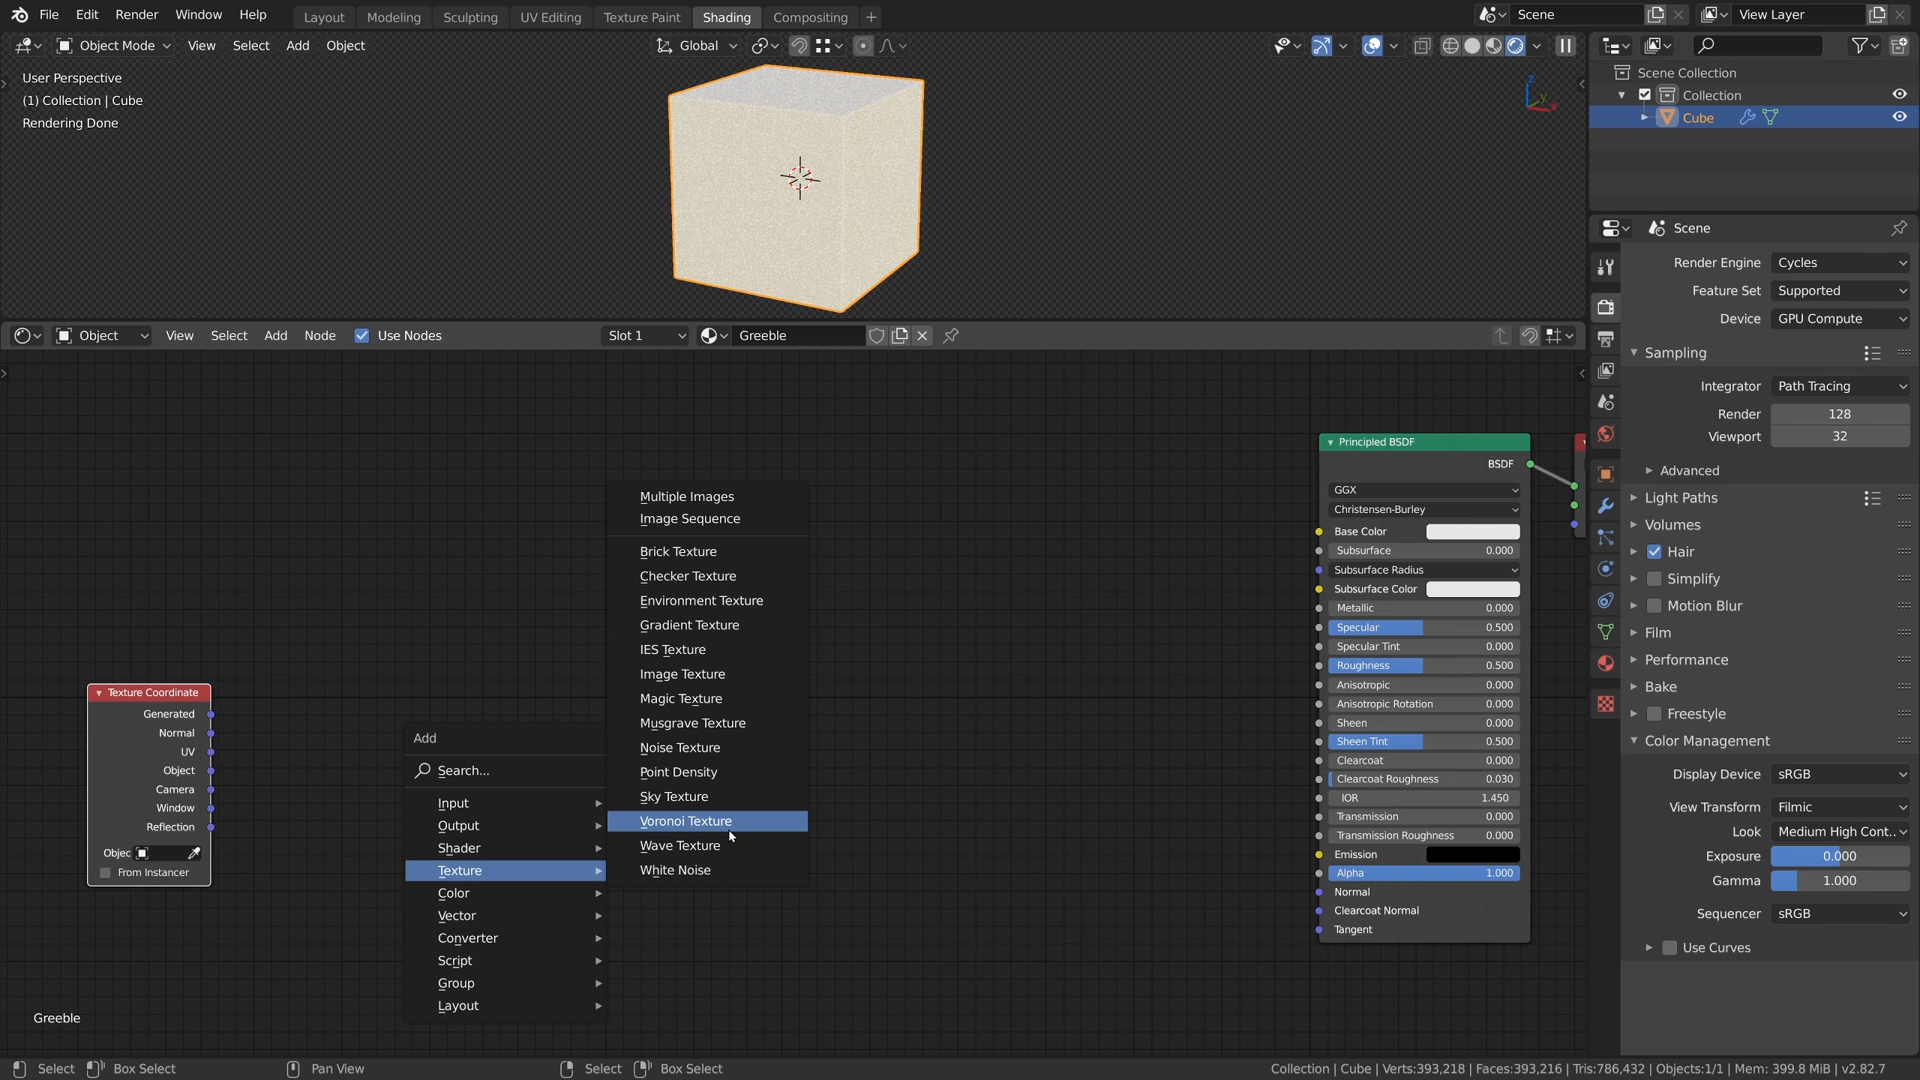 File Edit Render Window Help Layout Modeling Sculpting UV Editing Texture Paint Shading Compositing + Scene View Layer
Object Mode View Select Add Object Global
User Perspective
(1) Collection | Cube
Rendering Done
Z
Y
X
Scene Collection
Collection
Cube
Object View Select Add Node Use Nodes Slot 1 Greeble
Texture Coordinate
Generated
Normal
UV
Object
Camera
Window
Reflection
Objec
From Instancer
Add
Search...
Input
Output
Shader
Texture
Color
Vector
Converter
Script
Group
Layout
Multiple Images
Image Sequence
Brick Texture
Checker Texture
Environment Texture
Gradient Texture
IES Texture
Image Texture
Magic Texture
Musgrave Texture
Noise Texture
Point Density
Sky Texture
Voronoi Texture
Wave Texture
White Noise
Principled BSDF
BSDF
GGX
Christensen-Burley
Base Color
Subsurface 0.000
Subsurface Radius
Subsurface Color
Metallic 0.000
Specular 0.500
Specular Tint 0.000
Roughness 0.500
Anisotropic 0.000
Anisotropic Rotation 0.000
Sheen 0.000
Sheen Tint 0.500
Clearcoat 0.000
Clearcoat Roughness 0.030
IOR 1.450
Transmission 0.000
Transmission Roughness 0.000
Emission
Alpha 1.000
Normal
Clearcoat Normal
Tangent
Scene
Render Engine Cycles
Feature Set Supported
Device GPU Compute
Sampling
Integrator Path Tracing
Render 128
Viewport 32
Advanced
Light Paths
Volumes
Hair
Simplify
Motion Blur
Film
Performance
Bake
Freestyle
Color Management
Display Device sRGB
View Transform Filmic
Look Medium High Cont..
Exposure 0.000
Gamma 1.000
Sequencer sRGB
Use Curves
Greeble
Select Box Select Pan View Select Box Select Collection | Cube | Verts:393,218 | Faces:393,216 | Tris:786,432 | Objects:1/1 | Mem: 399.8 MiB | v2.82.7